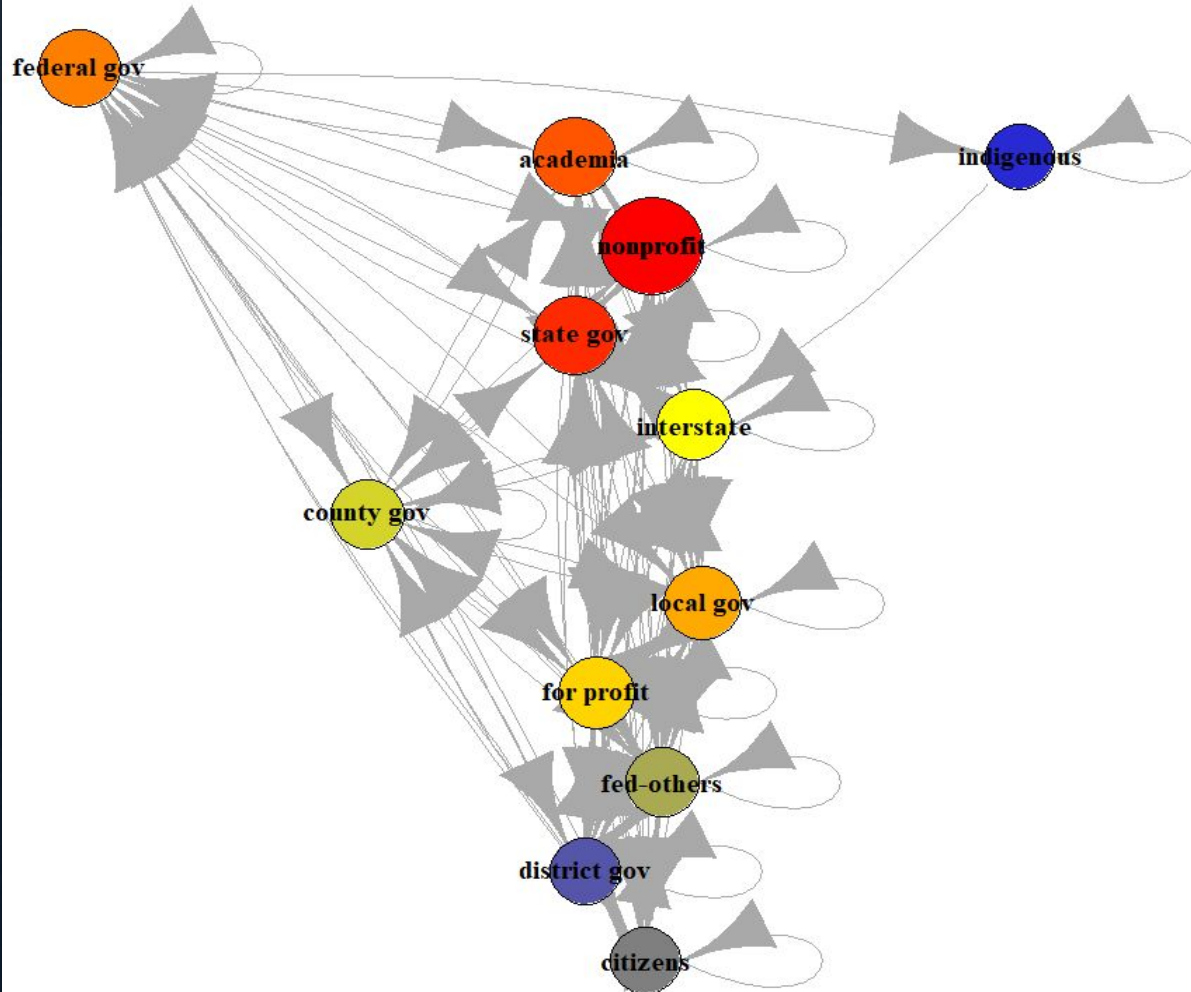 federal gov
academia
indigenous
nonprofit
state gov
interstate
county gov
local gov
for profit
fed-others
district gov
citizens